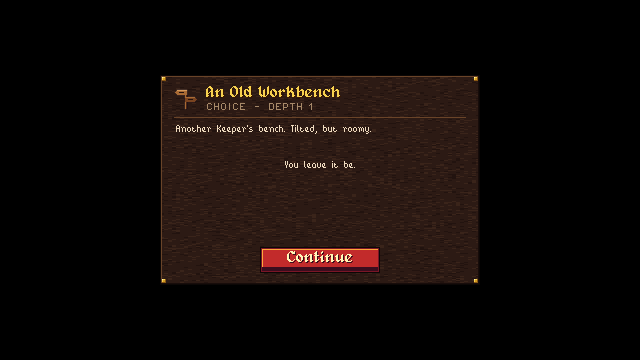 An Old Workbench
CHOICE - DEPTH 1
Another Keeper's bench. Tilted, but roomy.
You leave it be.
Continue